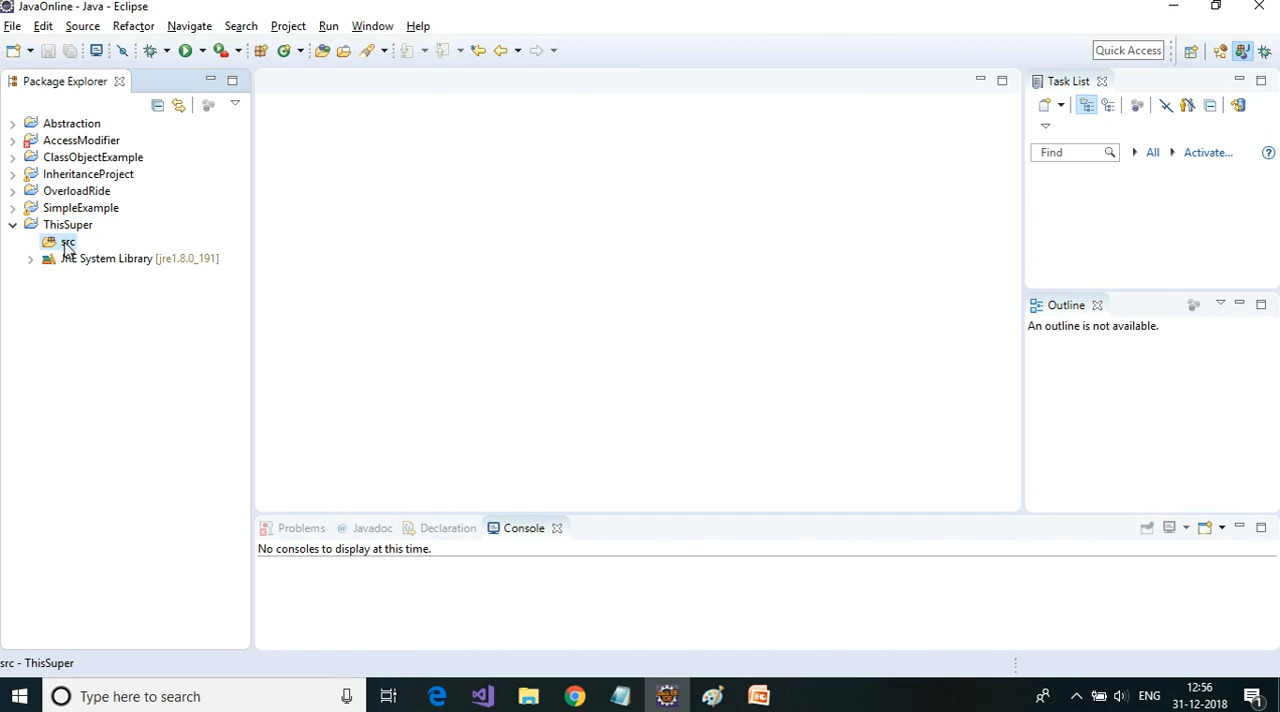 JavaOnline - Java - Eclipse
File Edit Source Refactor Navigate Search Project Run Window Help
Quick Access
Package Explorer
Task List
Abstraction
AccessModifier
ClassObjectExample
InheritanceProject
OverloadRide
SimpleExample
ThisSuper
src
JRE System Library [jre1.8.0_191]
Find All Activate...
Outline
An outline is not available.
Problems @ Javadoc Declaration Console
No consoles to display at this time.
src - ThisSuper
Type here to search
ENG
12:56
31-12-2018
1